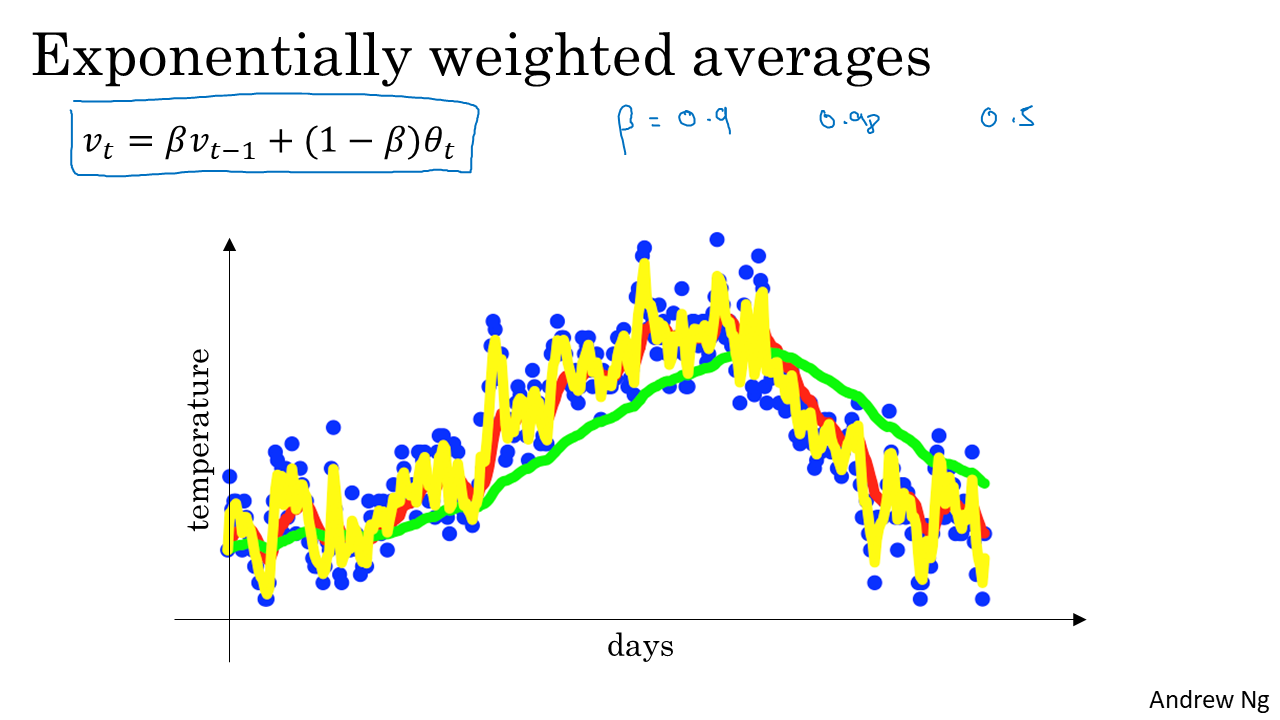 Exponentially weighted averages
β = 0.9 0.98 0.5
𝑣ₜ = 𝛽𝑣ₜ₋₁ + (1 − 𝛽)𝜃ₜ
temperature
days
Andrew Ng